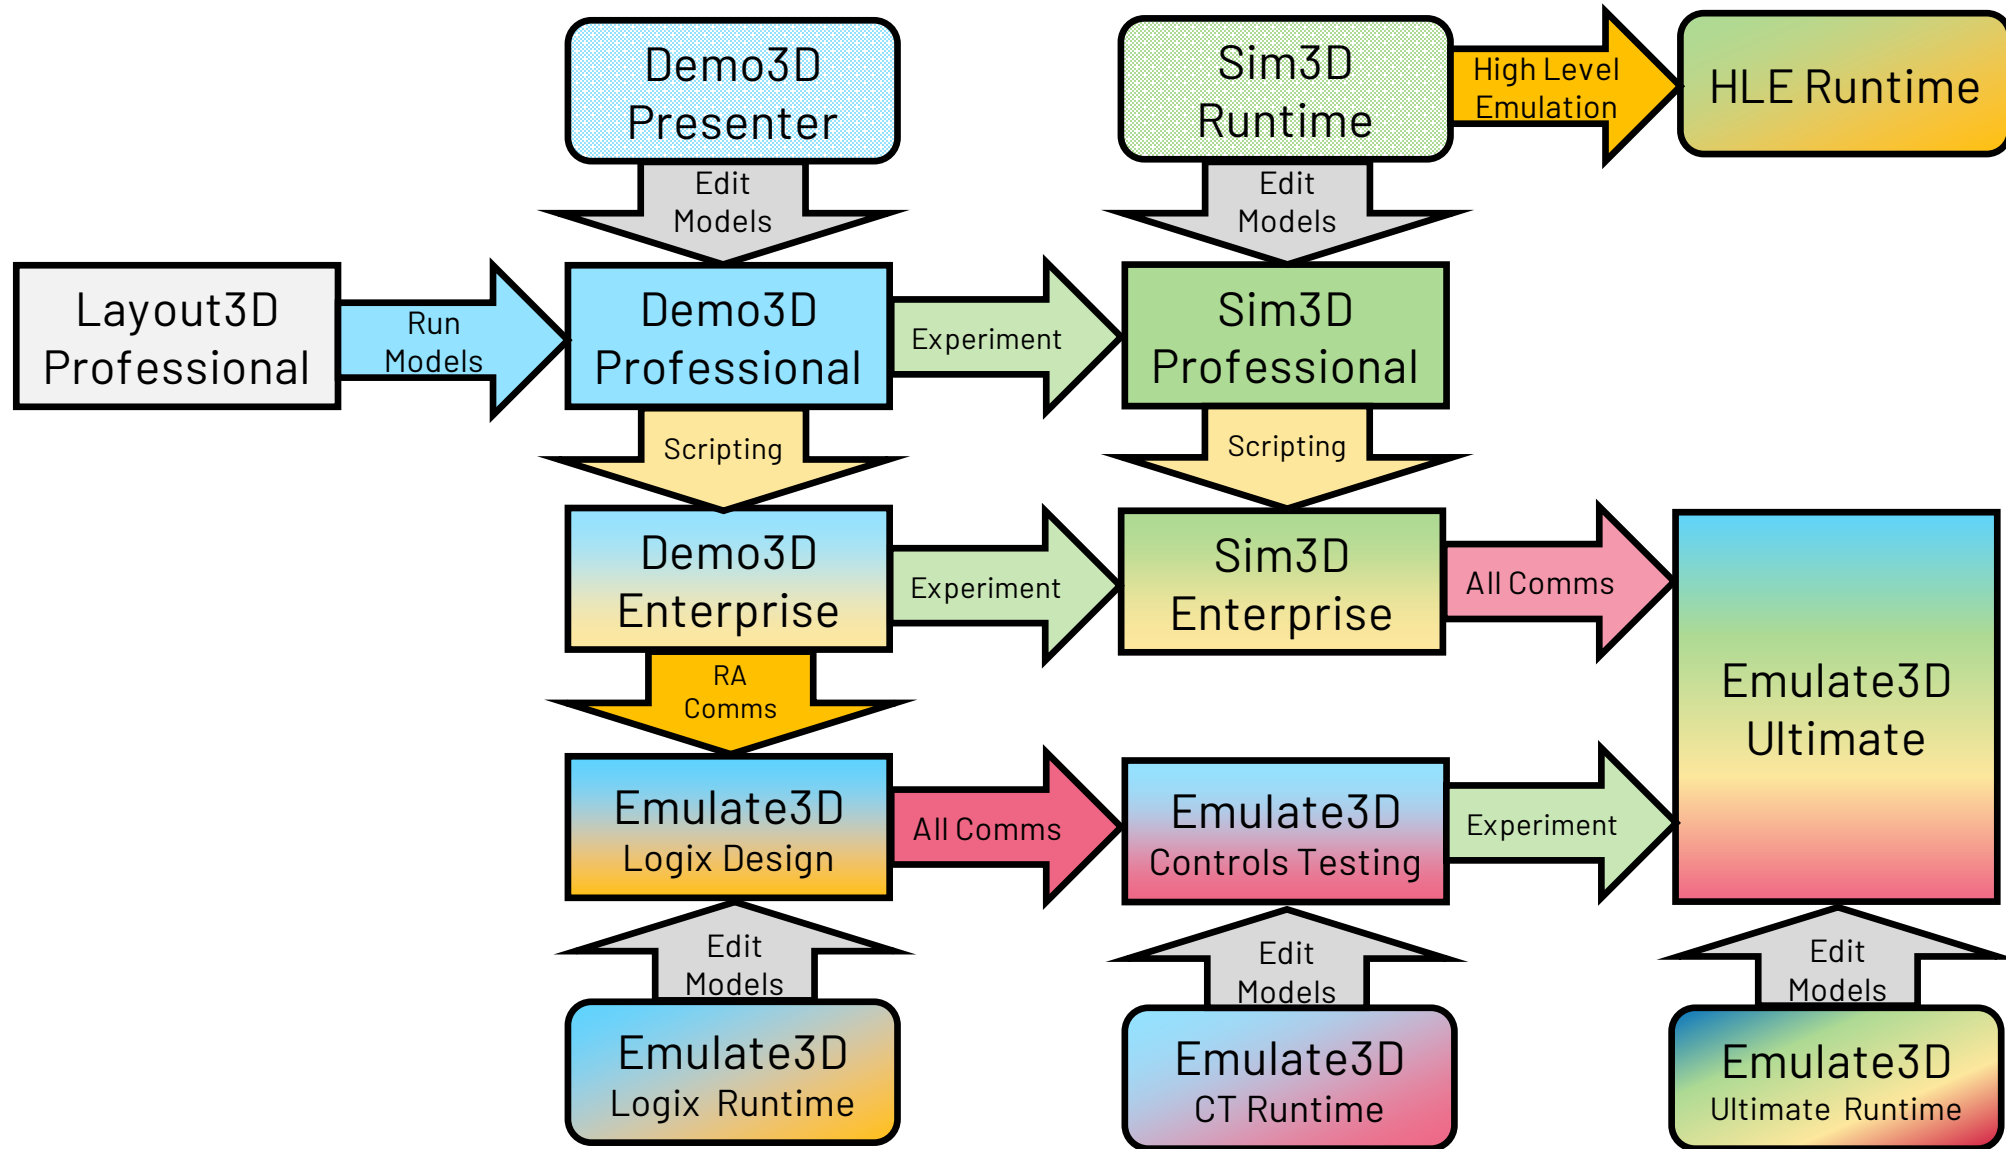 Demo3D
Presenter
Sim3D
Runtime
High Level
Emulation
HLE Runtime
Edit
Models
Edit
Models
Layout3D
Professional
Run
Models
Demo3D
Professional
Experiment
Sim3D
Professional
Scripting
Scripting
Demo3D
Enterprise
Experiment
Sim3D
Enterprise
All Comms
Emulate3D
Ultimate
RA
Comms
Emulate3D
Logix Design
All Comms
Emulate3D
Controls Testing
Experiment
Edit
Models
Edit
Models
Edit
Models
Emulate3D
Logix Runtime
Emulate3D
CT Runtime
Emulate3D
Ultimate Runtime